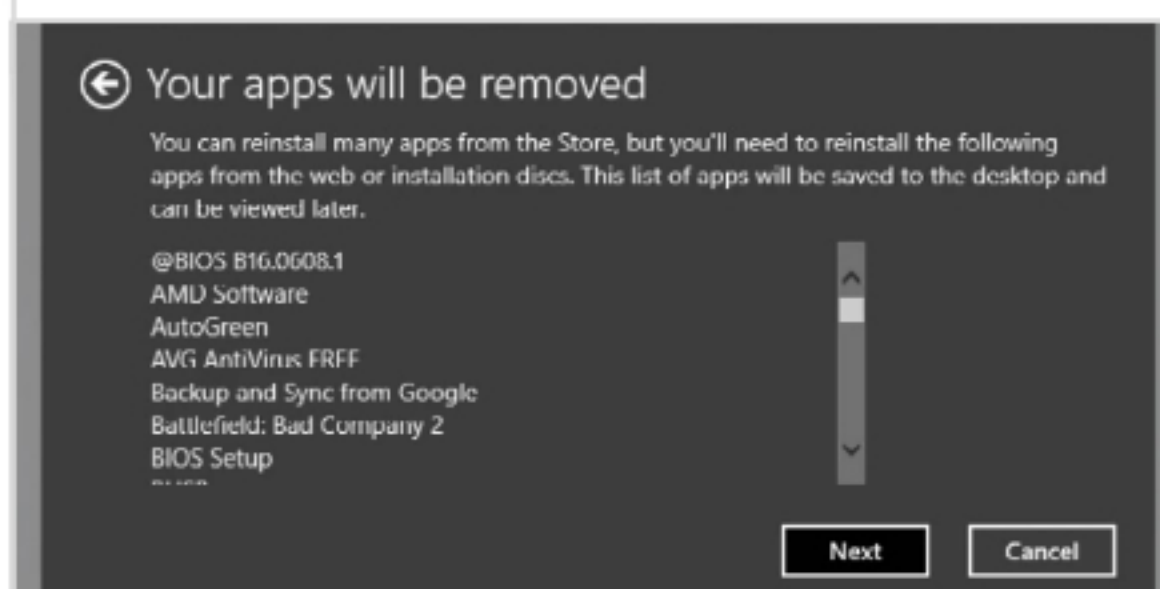 Your apps will be removed
You can reinstall many apps from the Store, but you'll need to reinstall the following
apps from the web or installation discs. This list of apps will be saved to the desktop and
can be viewed later.
@BIOS B16.0608.1
AMD Software
AutoGreen
AVG AntiVirus FREE
Backup and Sync from Google
Battlefield: Bad Company 2
BIOS Setup
Next
Cancel